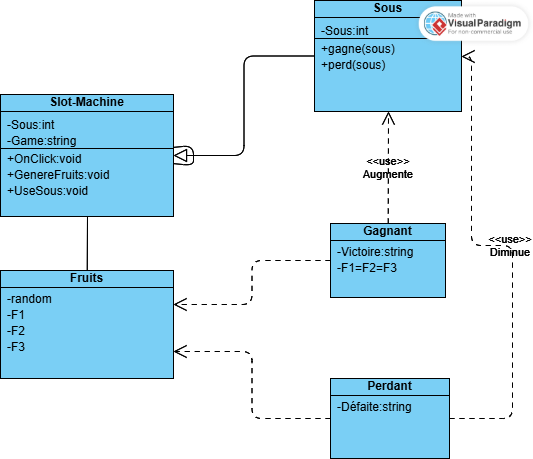 Sous
-Sous:int
+gagne(sous)
+perd(sous)
Made with
Visual Paradigm
For non-commercial use
Slot-Machine
-Sous:int
-Game:string
+OnClick:void
+GenereFruits:void
+UseSous:void
<<use>>
Augmente
Gagnant
-Victoire:string
-F1=F2=F3
<<use>>
Diminue
Fruits
-random
-F1
-F2
-F3
Perdant
-Défaite:string